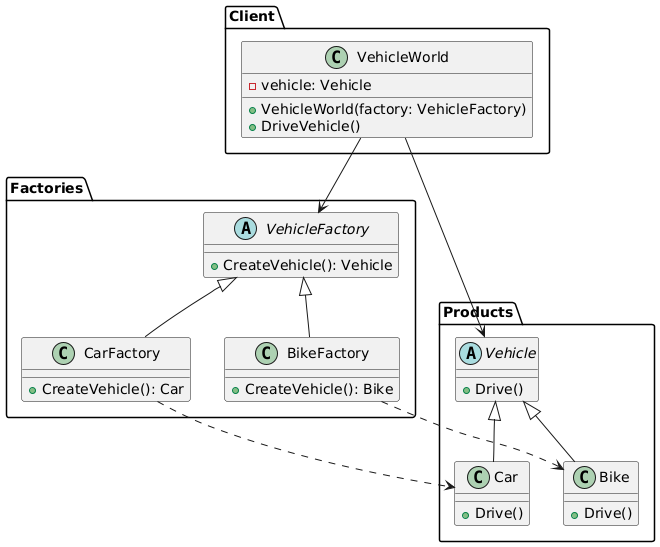 Client
C VehicleWorld
vehicle: Vehicle
VehicleWorld(factory: VehicleFactory)
DriveVehicle()
Factories
A VehicleFactory
CreateVehicle(): Vehicle
C CarFactory
CreateVehicle(): Car
C BikeFactory
CreateVehicle(): Bike
Products
A Vehicle
Drive()
C Car
Drive()
C Bike
Drive()